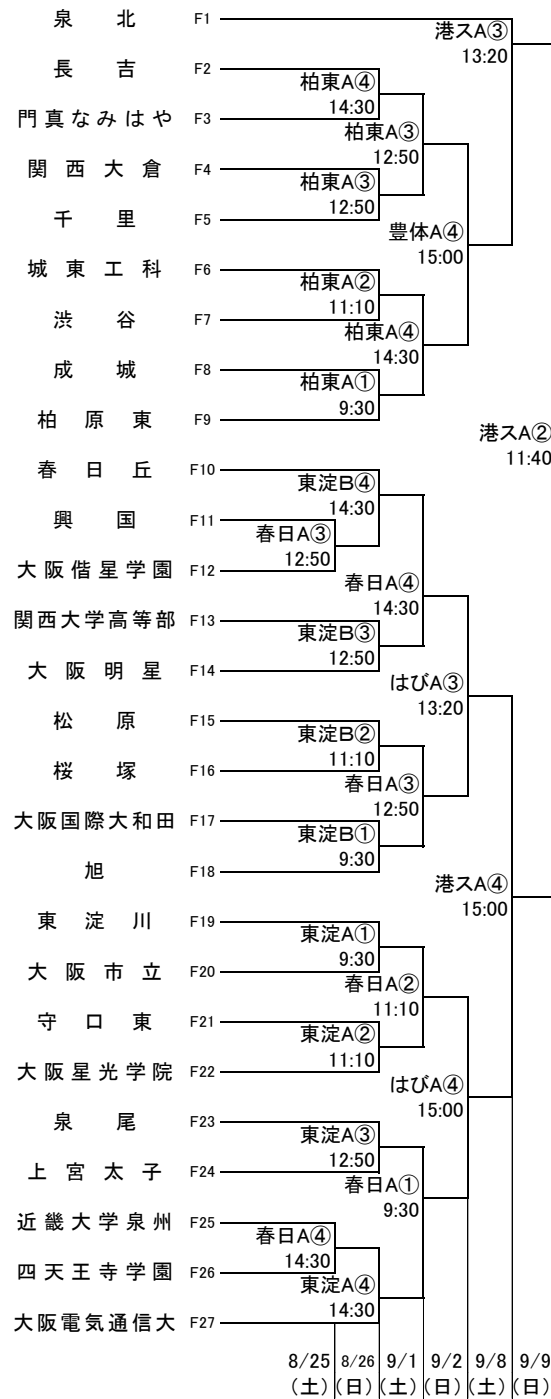 泉北 F1
港スA③
13:20
長吉 F2
柏東A④
14:30
門真なみはや F3
柏東A③
12:50
関西大倉 F4
柏東A③
12:50
千里 F5
豊体A④
15:00
城東工科 F6
柏東A②
11:10
渋谷 F7
柏東A④
14:30
成城 F8
柏東A①
9:30
柏原東 F9
港スA②
11:40
春日丘 F10
東淀B④
14:30
興国 F11
春日A③
12:50
大阪偕星学園 F12
春日A④
14:30
関西大学高等部 F13
東淀B③
12:50
大阪明星 F14
はびA③
13:20
松原 F15
東淀B②
11:10
桜塚 F16
春日A③
12:50
大阪国際大和田 F17
東淀B①
9:30
旭 F18
港スA④
15:00
東淀川 F19
東淀A①
9:30
大阪市立 F20
春日A②
11:10
守口東 F21
東淀A②
11:10
大阪星光学院 F22
はびA④
15:00
泉尾 F23
東淀A③
12:50
上宮太子 F24
春日A①
9:30
近畿大学泉州 F25
春日A④
14:30
四天王寺学園 F26
東淀A④
14:30
大阪電気通信大 F27
8/25 8/26 9/1 9/2 9/8 9/9
(土) (日) (土) (日) (土) (日)